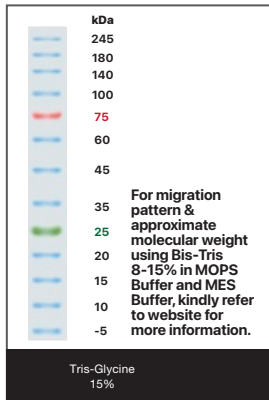 kDa
245
180
140
100
75
60
45
35
25
20
15
10
-5
For migration
pattern &
approximate
molecular weight
using Bis-Tris
8-15% in MOPS
Buffer and MES
Buffer, kindly refer
to website for
more information.
Tris-Glycine
15%